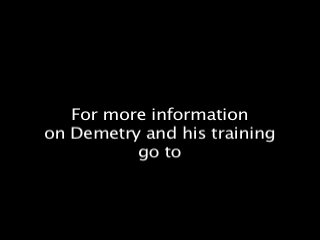 For more information
on Demetry and his training
go to